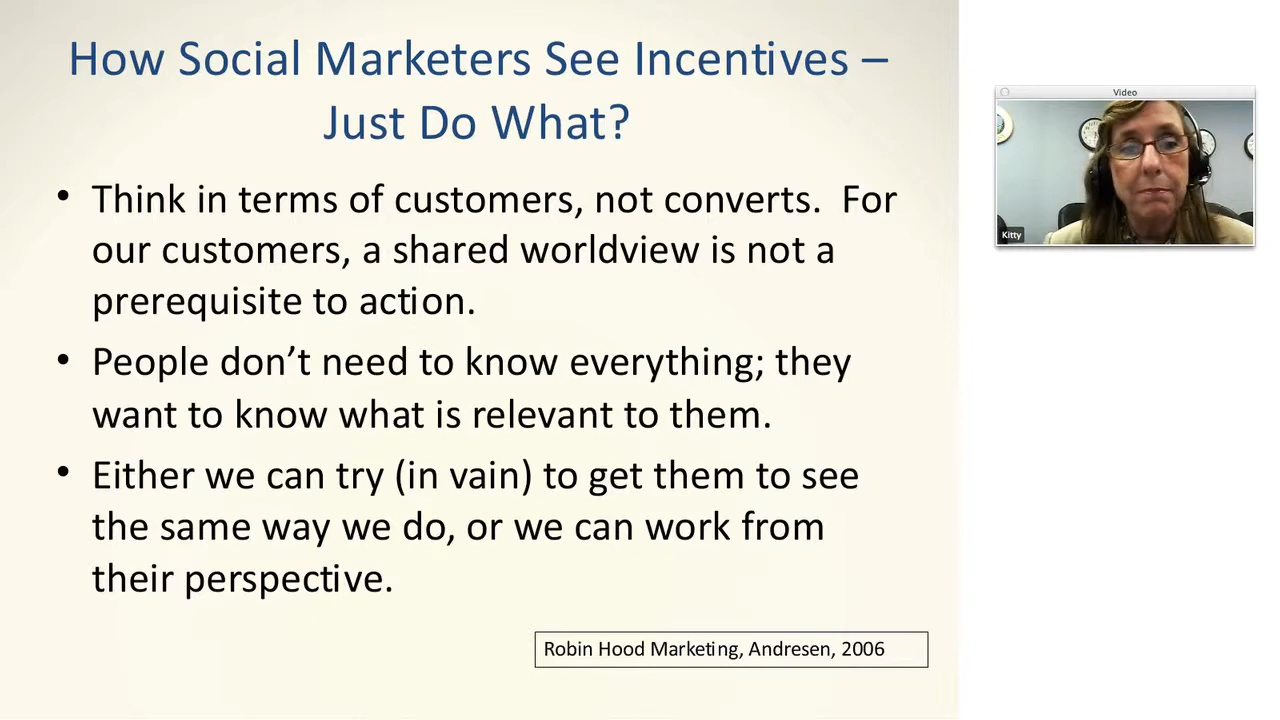 How Social Marketers See Incentives –
Just Do What?
• Think in terms of customers, not converts.  For
our customers, a shared worldview is not a
prerequisite to action.
• People don’t need to know everything; they
want to know what is relevant to them.
• Either we can try (in vain) to get them to see
the same way we do, or we can work from
their perspective.
Robin Hood Marketing, Andresen, 2006
Video
Kitty